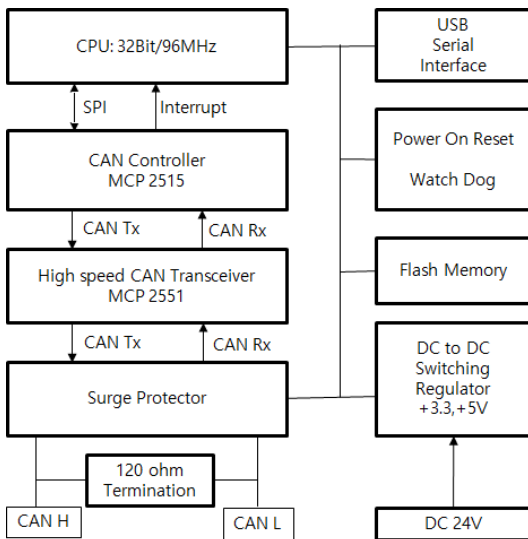 CPU: 32Bit/96MHz
SPI
Interrupt
CAN Controller
MCP 2515
CAN Tx
CAN Rx
High speed CAN Transceiver
MCP 2551
CAN Tx
CAN Rx
Surge Protector
120 ohm
Termination
CAN H
CAN L
USB
Serial
Interface
Power On Reset
Watch Dog
Flash Memory
DC to DC
Switching
Regulator
+3.3,+5V
DC 24V